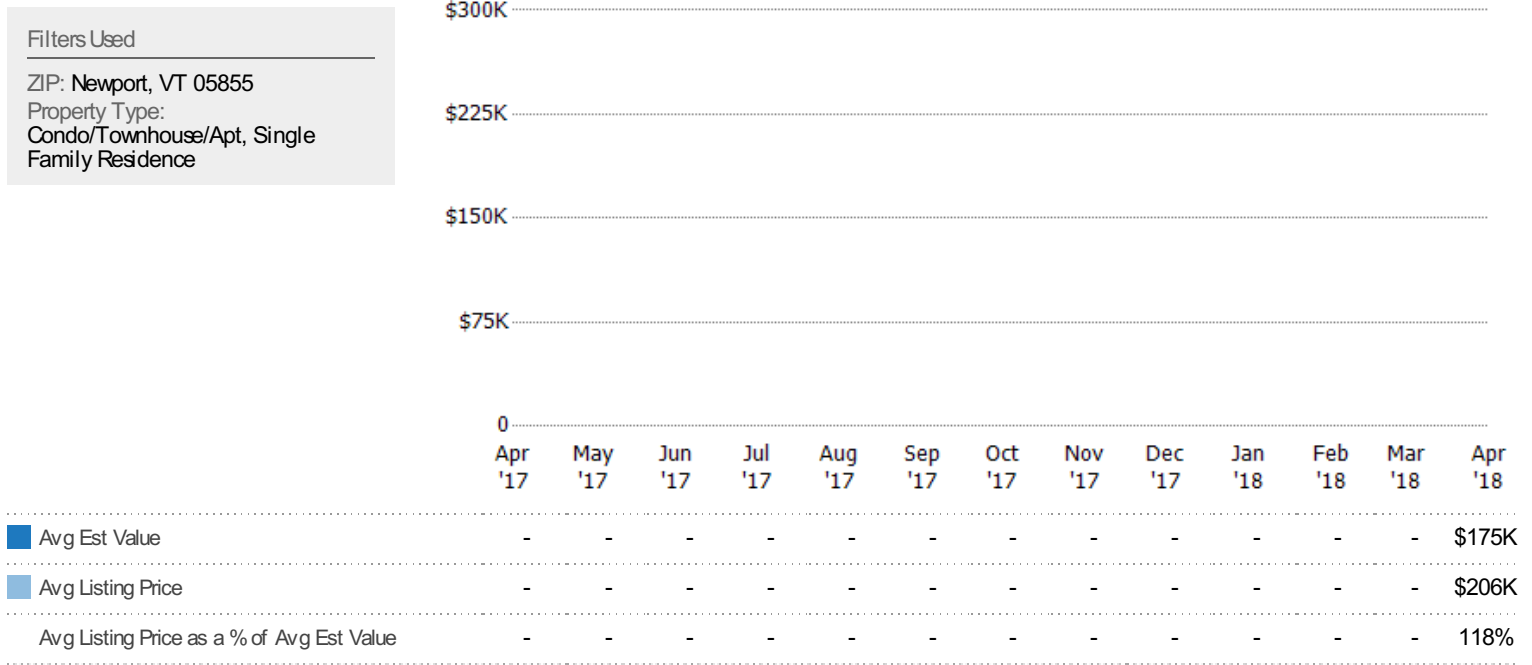 Filters Used
ZIP: Newport, VT 05855
Property Type:
Condo/Townhouse/Apt, Single
Family Residence
$300K
$225K
$150K
$75K
0
Apr May Jun Jul Aug Sep Oct Nov Dec Jan Feb Mar Apr
'17 '17 '17 '17 '17 '17 '17 '17 '17 '18 '18 '18 '18
Avg Est Value - - - - - - - - - - - - $175K
Avg Listing Price - - - - - - - - - - - - $206K
Avg Listing Price as a % of Avg Est Value - - - - - - - - - - - - 118%